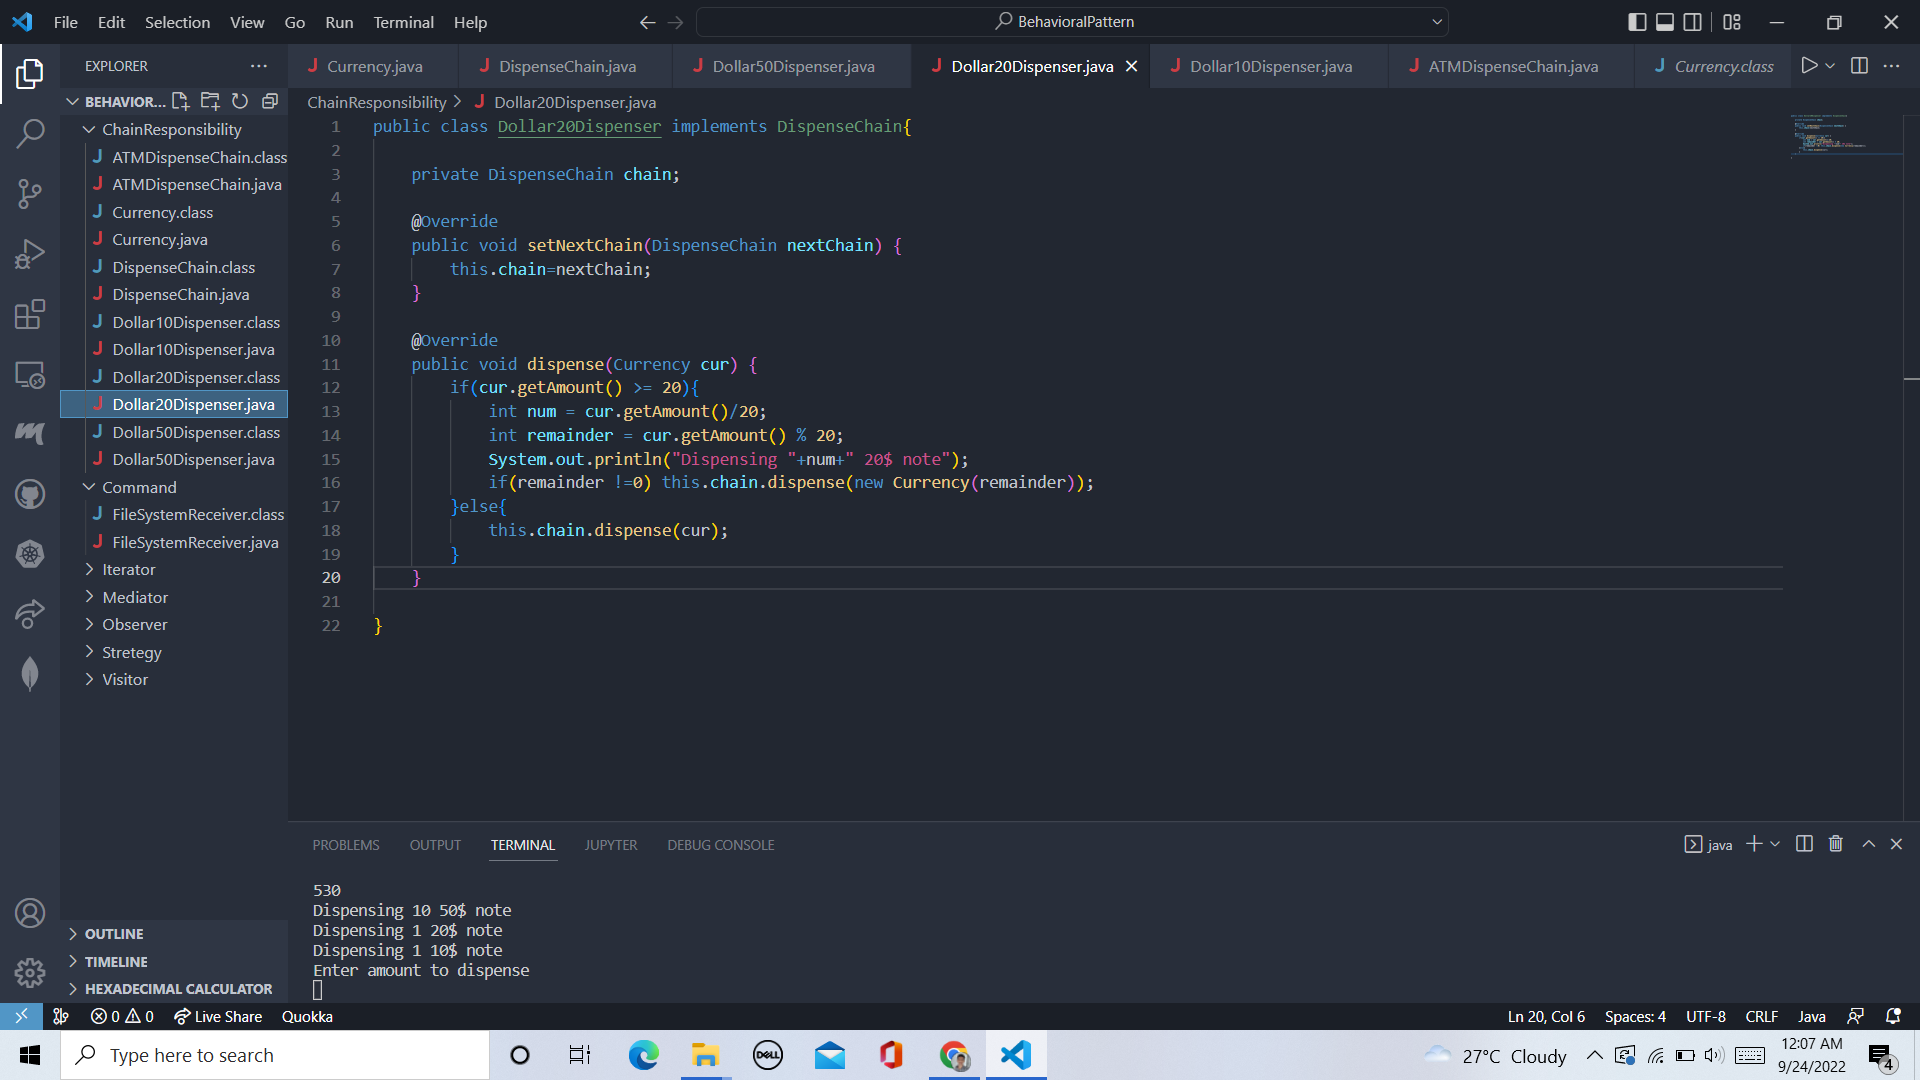 File Edit Selection View Go Run Terminal Help
BehavioralPattern
EXPLORER
BEHAVIOR...
ChainResponsibility
ATMDispenseChain.class
ATMDispenseChain.java
Currency.class
Currency.java
DispenseChain.class
DispenseChain.java
Dollar10Dispenser.class
Dollar10Dispenser.java
Dollar20Dispenser.class
Dollar20Dispenser.java
Dollar50Dispenser.class
Dollar50Dispenser.java
Command
FileSystemReceiver.class
FileSystemReceiver.java
Iterator
Mediator
Observer
Stretegy
Visitor
OUTLINE
TIMELINE
HEXADECIMAL CALCULATOR
Currency.java DispenseChain.java Dollar50Dispenser.java Dollar20Dispenser.java Dollar10Dispenser.java ATMDispenseChain.java Currency.class
ChainResponsibility > Dollar20Dispenser.java
1 public class Dollar20Dispenser implements DispenseChain{
2
3 private DispenseChain chain;
4
5 @Override
6 public void setNextChain(DispenseChain nextChain) {
7 this.chain=nextChain;
8 }
9
10 @Override
11 public void dispense(Currency cur) {
12 if(cur.getAmount() >= 20){
13 int num = cur.getAmount()/20;
14 int remainder = cur.getAmount() % 20;
15 System.out.println("Dispensing "+num+" 20$ note");
16 if(remainder !=0) this.chain.dispense(new Currency(remainder));
17 }else{
18 this.chain.dispense(cur);
19 }
20 }
21
22 }
PROBLEMS OUTPUT TERMINAL JUPYTER DEBUG CONSOLE
java
530
Dispensing 10 50$ note
Dispensing 1 20$ note
Dispensing 1 10$ note
Enter amount to dispense
0 0 Live Share Quokka
Ln 20, Col 6 Spaces: 4 UTF-8 CRLF Java
Type here to search
DELL
27°C Cloudy
12:07 AM
9/24/2022
4